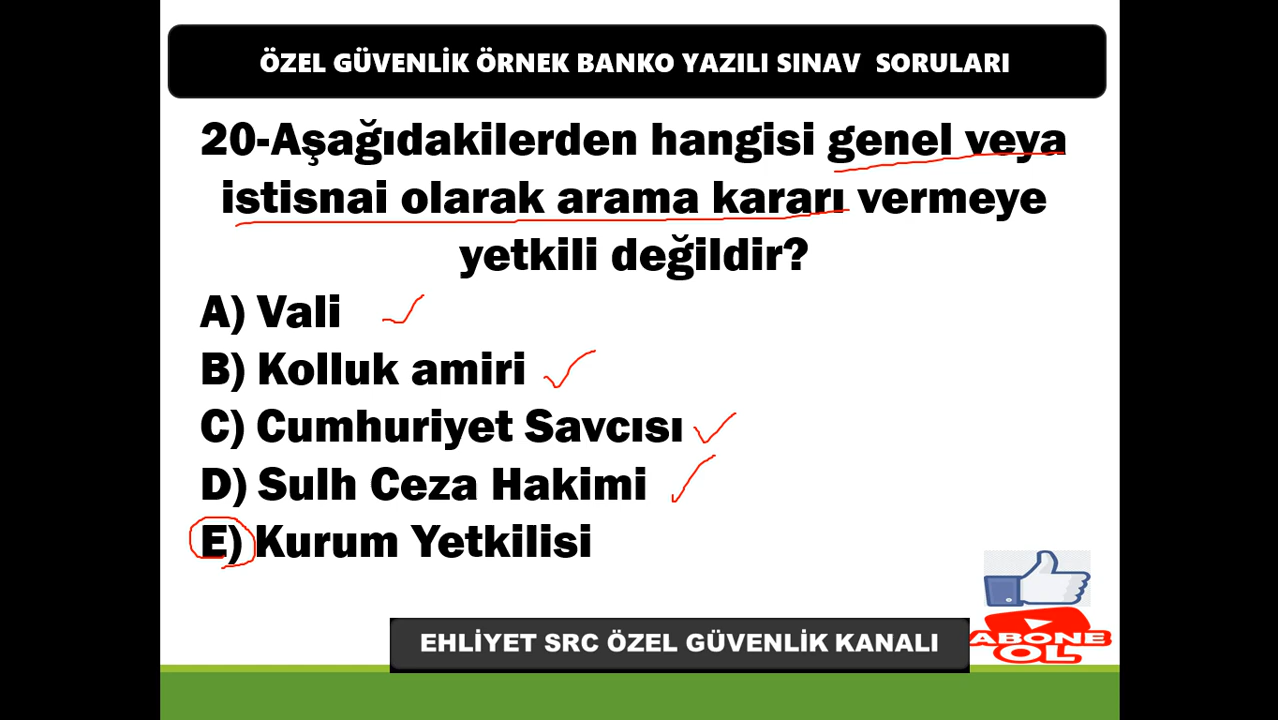 ÖZEL GÜVENLİK ÖRNEK BANKO YAZILI SINAV SORULARI
20-Aşağıdakilerden hangisi genel veya
istisnai olarak arama kararı vermeye
yetkili değildir?
A) Vali
B) Kolluk amiri
C) Cumhuriyet Savcısı
D) Sulh Ceza Hakimi
E) Kurum Yetkilisi
EHLİYET SRC ÖZEL GÜVENLİK KANALI
ABONE
OL